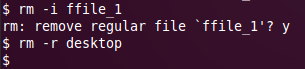 $ rm -i ffile_1
rm: remove regular file `ffile_1'? y
$ rm -r desktop
$